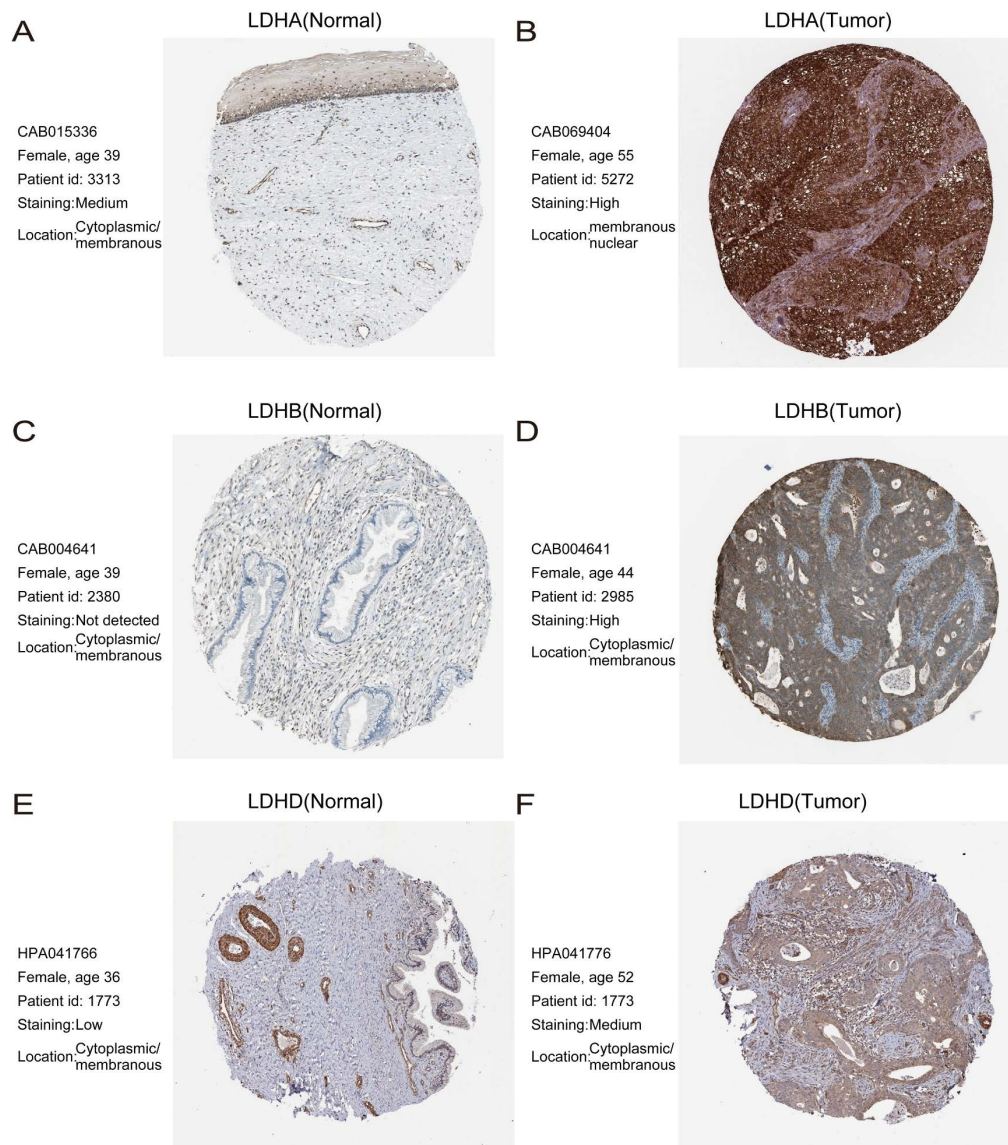 A
LDHA(Normal)
CAB015336
Female, age 39
Patient id: 3313
Staining:Medium
Location:Cytoplasmic/
membranous
B
LDHA(Tumor)
CAB069404
Female, age 55
Patient id: 5272
Staining:High
Location:membranous
nuclear
C
LDHB(Normal)
CAB004641
Female, age 39
Patient id: 2380
Staining:Not detected
Location:Cytoplasmic/
membranous
D
LDHB(Tumor)
CAB004641
Female, age 44
Patient id: 2985
Staining:High
Location:Cytoplasmic/
membranous
E
LDHD(Normal)
HPA041766
Female, age 36
Patient id: 1773
Staining:Low
Location:Cytoplasmic/
membranous
F
LDHD(Tumor)
HPA041776
Female, age 52
Patient id: 1773
Staining:Medium
Location:Cytoplasmic/
membranous